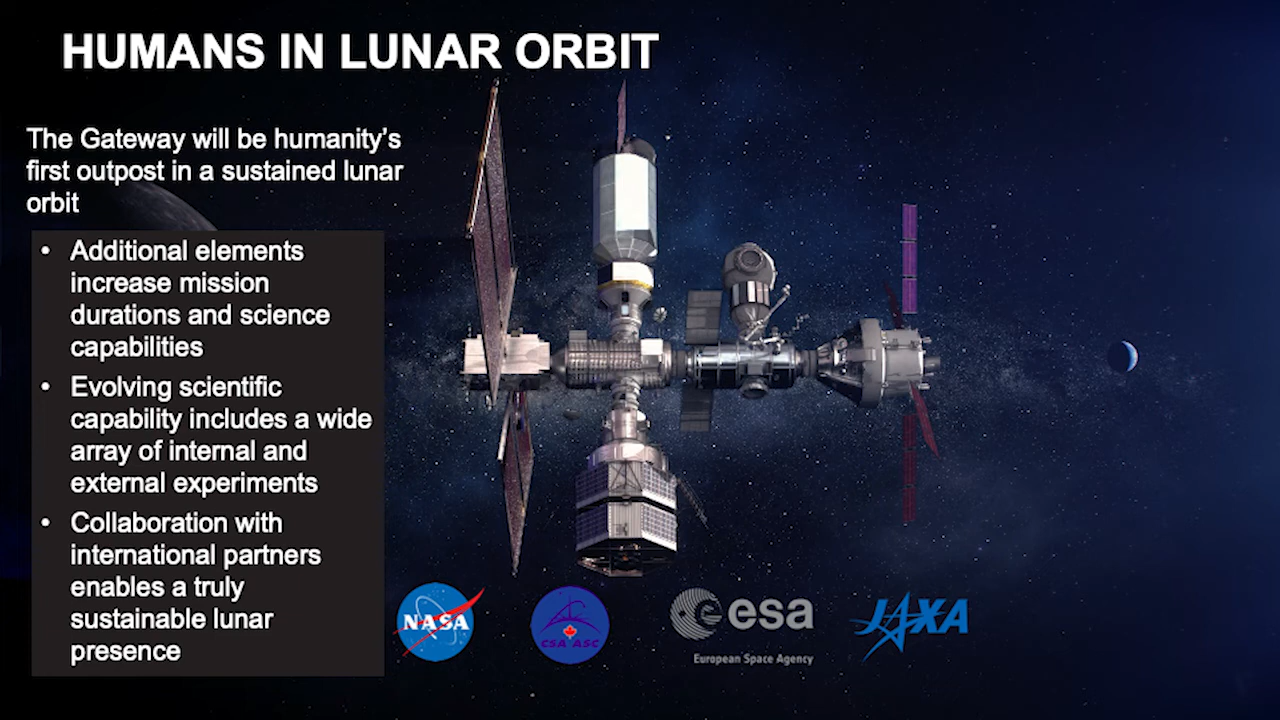 HUMANS IN LUNAR ORBIT
The Gateway will be humanity's
first outpost in a sustained lunar
orbit
• Additional elements
increase mission
durations and science
capabilities
• Evolving scientific
capability includes a wide
array of internal and
external experiments
• Collaboration with
international partners
enables a truly
sustainable lunar
presence
NASA
CSA ASC
esa
European Space Agency
JAXA